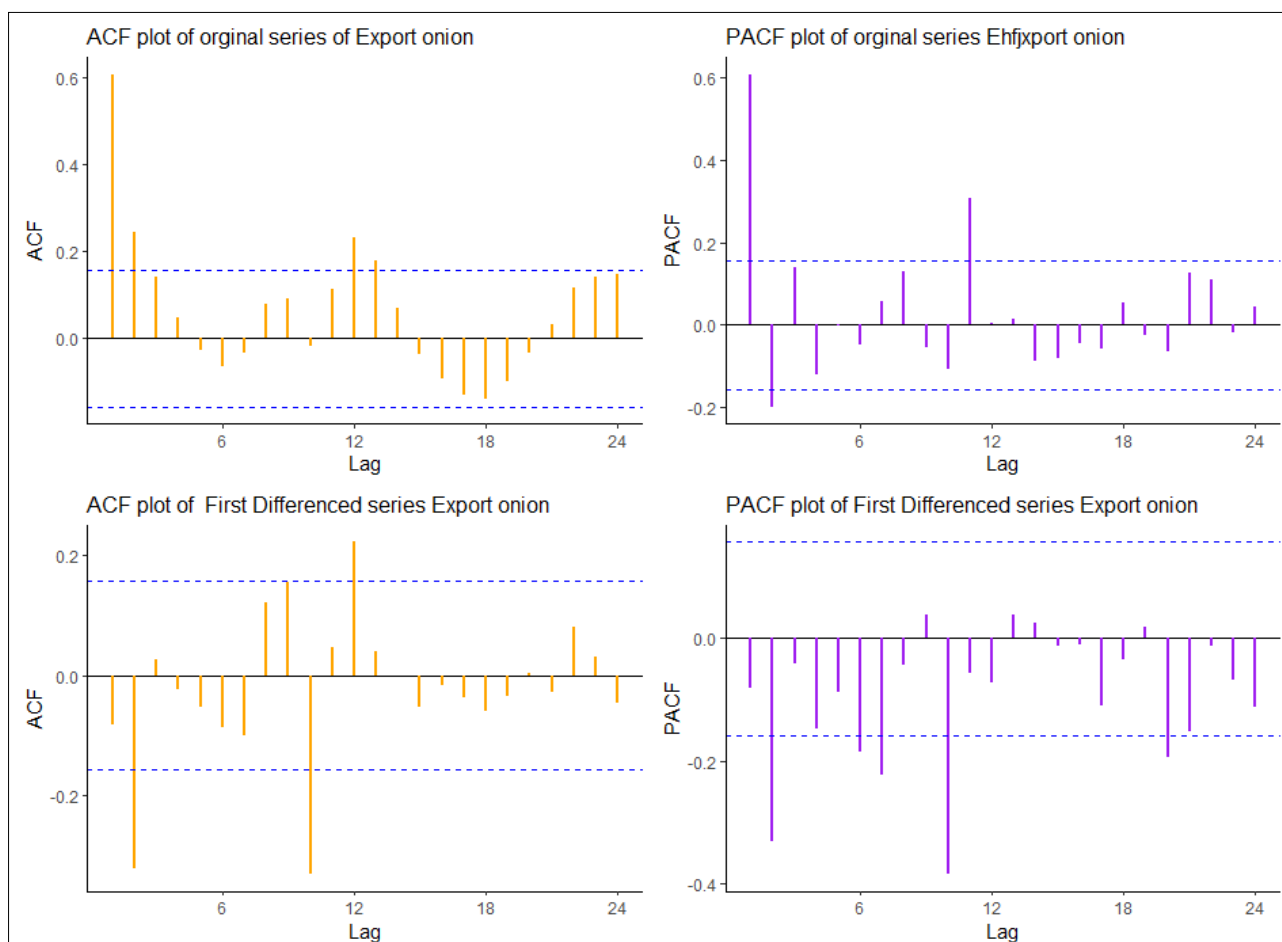 ACF plot of orginal series of Export onion
0.6
0.4
0.2
0.0
ACF
6 12 18 24
Lag
PACF plot of orginal series Ehfjxport onion
0.6
0.4
0.2
0.0
-0.2
PACF
6 12 18 24
Lag
ACF plot of  First Differenced series Export onion
0.2
0.0
-0.2
ACF
6 12 18 24
Lag
PACF plot of First Differenced series Export onion
0.0
-0.2
-0.4
PACF
6 12 18 24
Lag